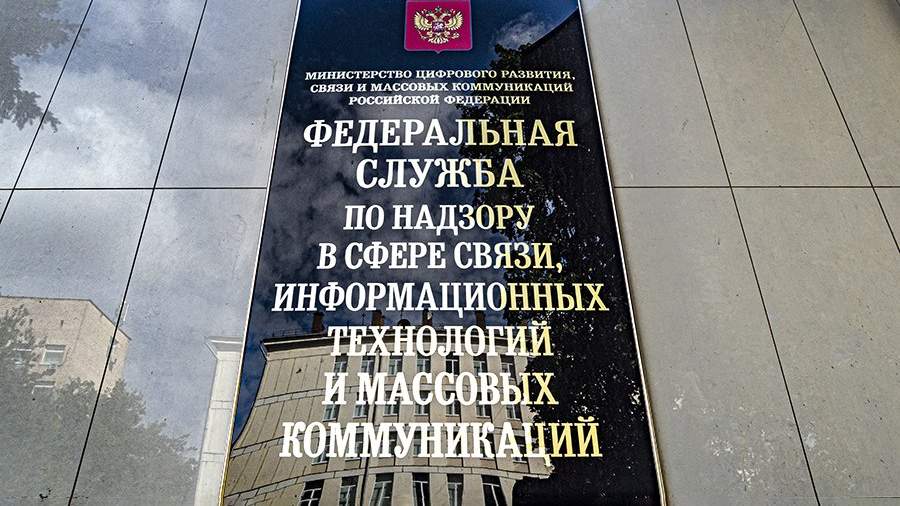 МИНИСТЕРСТВО ЦИФРОВОГО РАЗВИТИЯ,
СВЯЗИ И МАССОВЫХ КОММУНИКАЦИЙ
РОССИЙСКОЙ ФЕДЕРАЦИИ
ФЕДЕРАЛЬНАЯ
СЛУЖБА
ПО НАДЗОРУ
В СФЕРЕ СВЯЗИ,
ИНФОРМАЦИОННЫХ
ТЕХНОЛОГИЙ
И МАССОВЫХ
КОММУНИКАЦИЙ